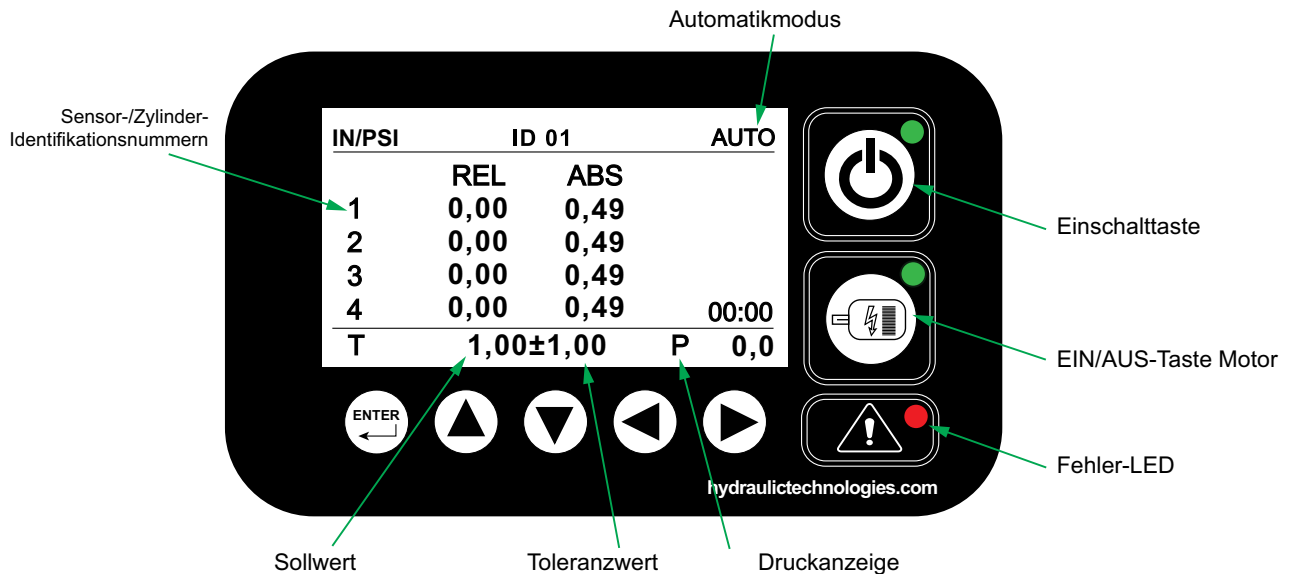 Automatikmodus
Sensor-/Zylinder-
Identifikationsnummern
IN/PSI ID 01 AUTO
REL ABS
1 0,00 0,49
2 0,00 0,49
3 0,00 0,49
4 0,00 0,49 00:00
T 1,00±1,00 P 0,0
Einschalttaste
EIN/AUS-Taste Motor
ENTER
Fehler-LED
hydraulictechnologies.com
Sollwert Toleranzwert Druckanzeige